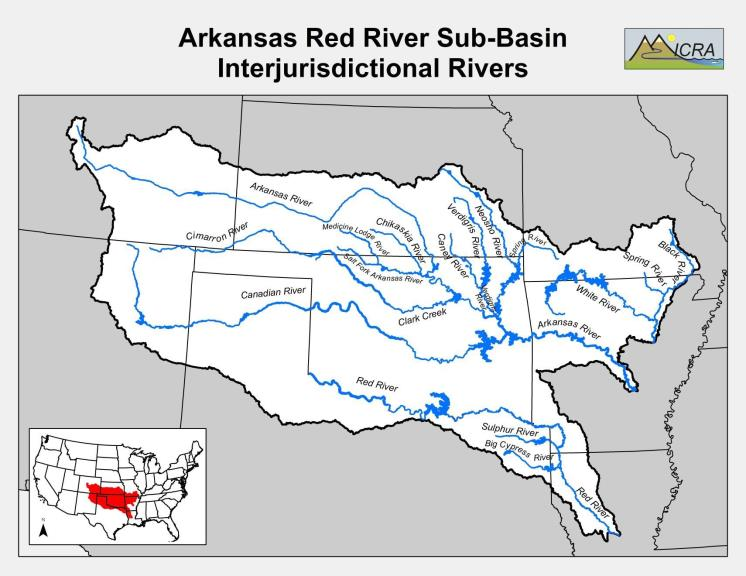 Arkansas Red River Sub-Basin
Interjurisdictional Rivers
ICRA
Arkansas River
Cimarron River
Medicine Lodge
River
Chikaskia River
Salt Fork Arkansas River
Caney River
Verdigris River
Neosho River
Spring River
Spring River
Black River
White River
Canadian River
Clark Creek
Arkansas River
Red River
Sulphur River
Big Cypress River
Red River
N